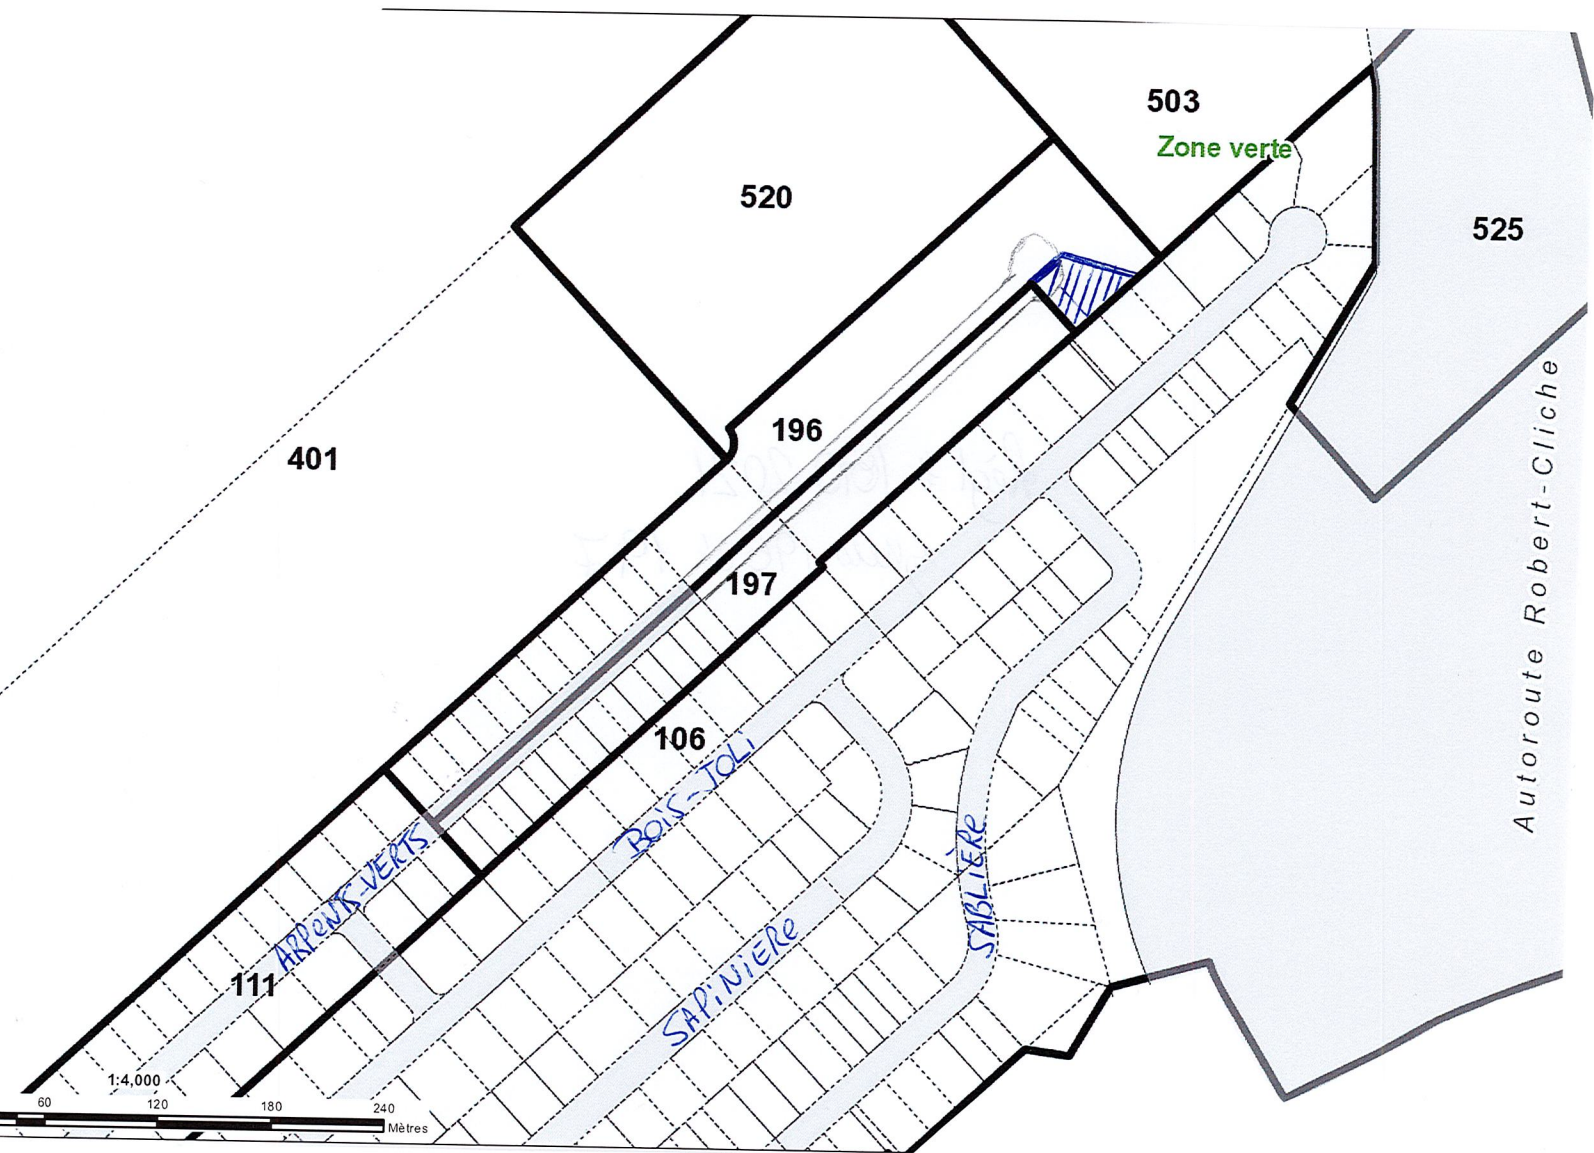 503
Zone verte
520
525
196
401
197
106
BOIS-JOLI
ARPENTS-VERTS
SABLIÈRE
SAPINIÈRE
111
Autoroute Robert-Cliche
1:4,000
60 120 180 240
Mètres